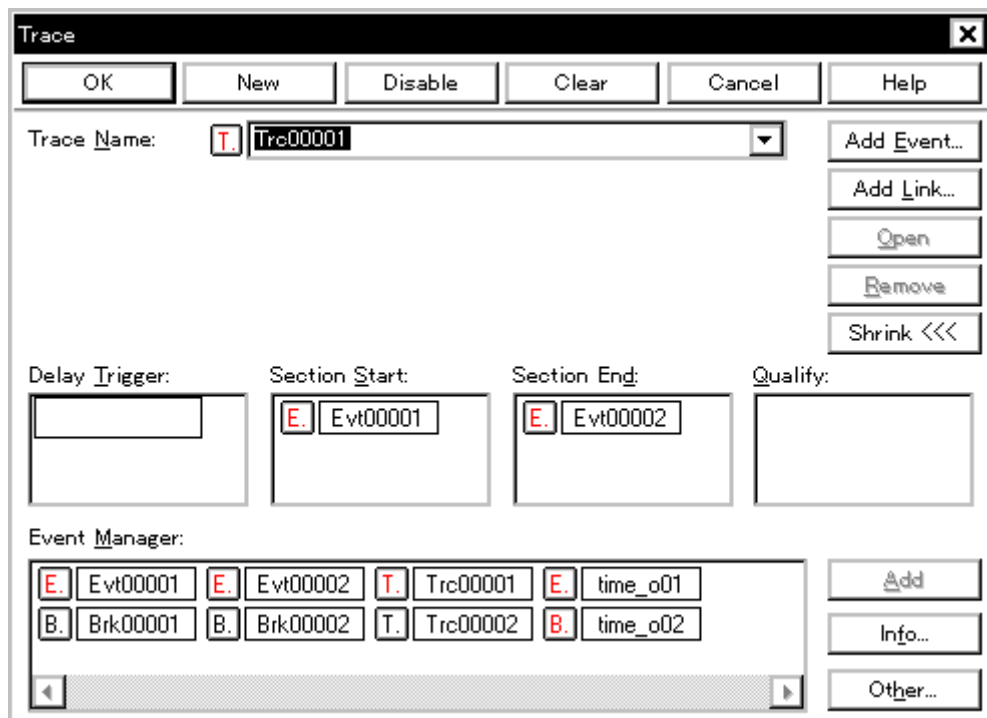 Trace
OK New Disable Clear Cancel Help
Trace Name: T. Trc00001 Add Event...
Add Link...
Open
Remove
Shrink <<<
Delay Trigger: Section Start: Section End: Qualify:
E. Evt00001 E. Evt00002
Event Manager:
E. Evt00001 E. Evt00002 T. Trc00001 E. time_o01 Add
B. Brk00001 B. Brk00002 T. Trc00002 B. time_o02
Info...
Other...